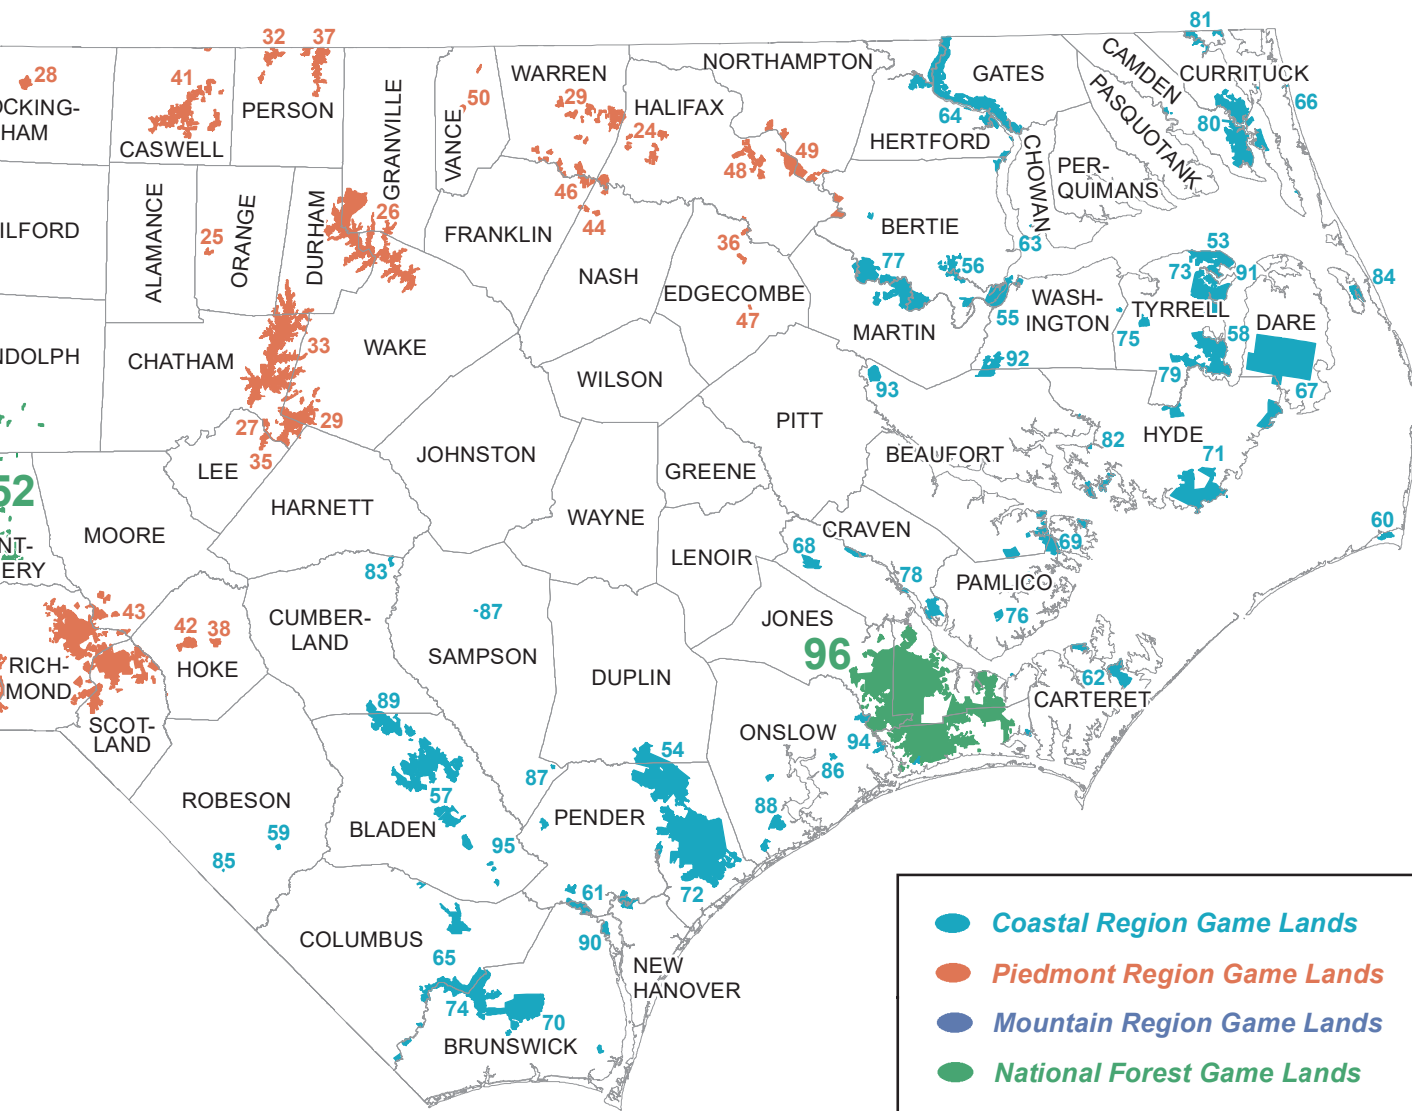 81
32
37
28
41
OCKING-
HAM
CASWELL
PERSON
GRANVILLE
VANCE
50
WARREN
29
HALIFAX
24
NORTHAMPTON
GATES
64
HERTFORD
CAMDEN
PASQUOTANK
CURRITUCK
66
80
CHOWAN
PER-
QUIMANS
48
49
46
44
ILFORD
ALAMANCE
25
ORANGE
DURHAM
26
FRANKLIN
NASH
36
EDGECOMBE
47
BERTIE
77
56
63
55
MARTIN
WASH-
INGTON
53
73
91
TYRRELL
75
58
DARE
84
67
79
92
93
NDOLPH
CHATHAM
33
WAKE
WILSON
PITT
27
29
35
LEE
JOHNSTON
GREENE
BEAUFORT
82
HYDE
71
52
HARNETT
WAYNE
MOORE
NT-
ERY
LENOIR
CRAVEN
68
69
60
83
78
PAMLICO
76
43
42
38
HOKE
CUMBER-
LAND
87
SAMPSON
JONES
96
RICH-
MOND
SCOT-
LAND
DUPLIN
62
CARTERET
89
ONSLOW
94
86
54
87
88
57
ROBESON
59
85
BLADEN
PENDER
95
72
61
90
COLUMBUS
65
74
70
BRUNSWICK
NEW
HANOVER
Coastal Region Game Lands
Piedmont Region Game Lands
Mountain Region Game Lands
National Forest Game Lands